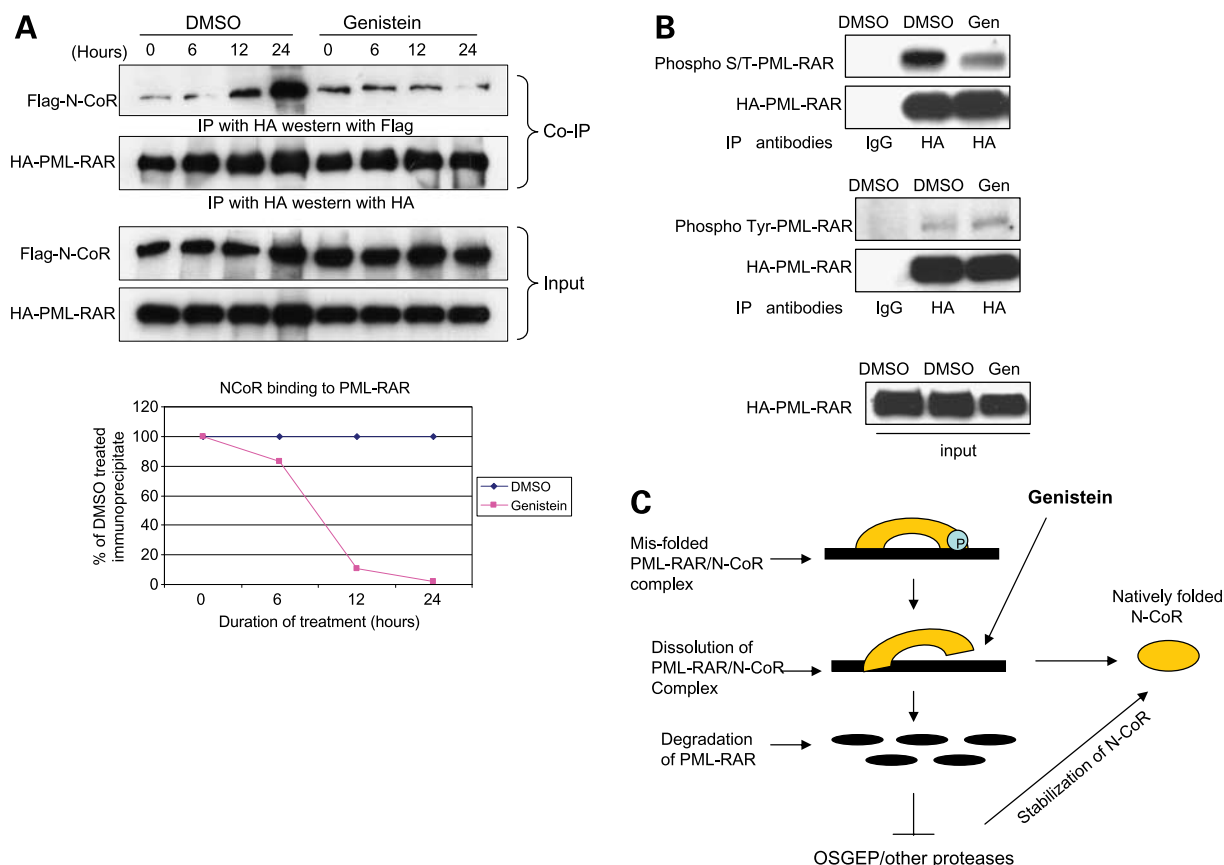 A
DMSO Genistein
(Hours) 0 6 12 24 0 6 12 24
Flag-N-CoR
IP with HA western with Flag
HA-PML-RAR
IP with HA western with HA
Co-IP
Flag-N-CoR
HA-PML-RAR
Input
NCoR binding to PML-RAR
% of DMSO treated
immunoprecipitate
120
100
80
60
40
20
0
0 6 12 24
Duration of treatment (hours)
DMSO
Genistein
B
DMSO DMSO Gen
Phospho S/T-PML-RAR
HA-PML-RAR
IP antibodies IgG HA HA
DMSO DMSO Gen
Phospho Tyr-PML-RAR
HA-PML-RAR
IP antibodies IgG HA HA
DMSO DMSO Gen
HA-PML-RAR
input
C
Genistein
P
Mis-folded
PML-RAR/N-CoR
complex
Natively folded
N-CoR
Dissolution of
PML-RAR/N-CoR
Complex
Degradation
of PML-RAR
Stabilization of N-CoR
OSGEP/other proteases